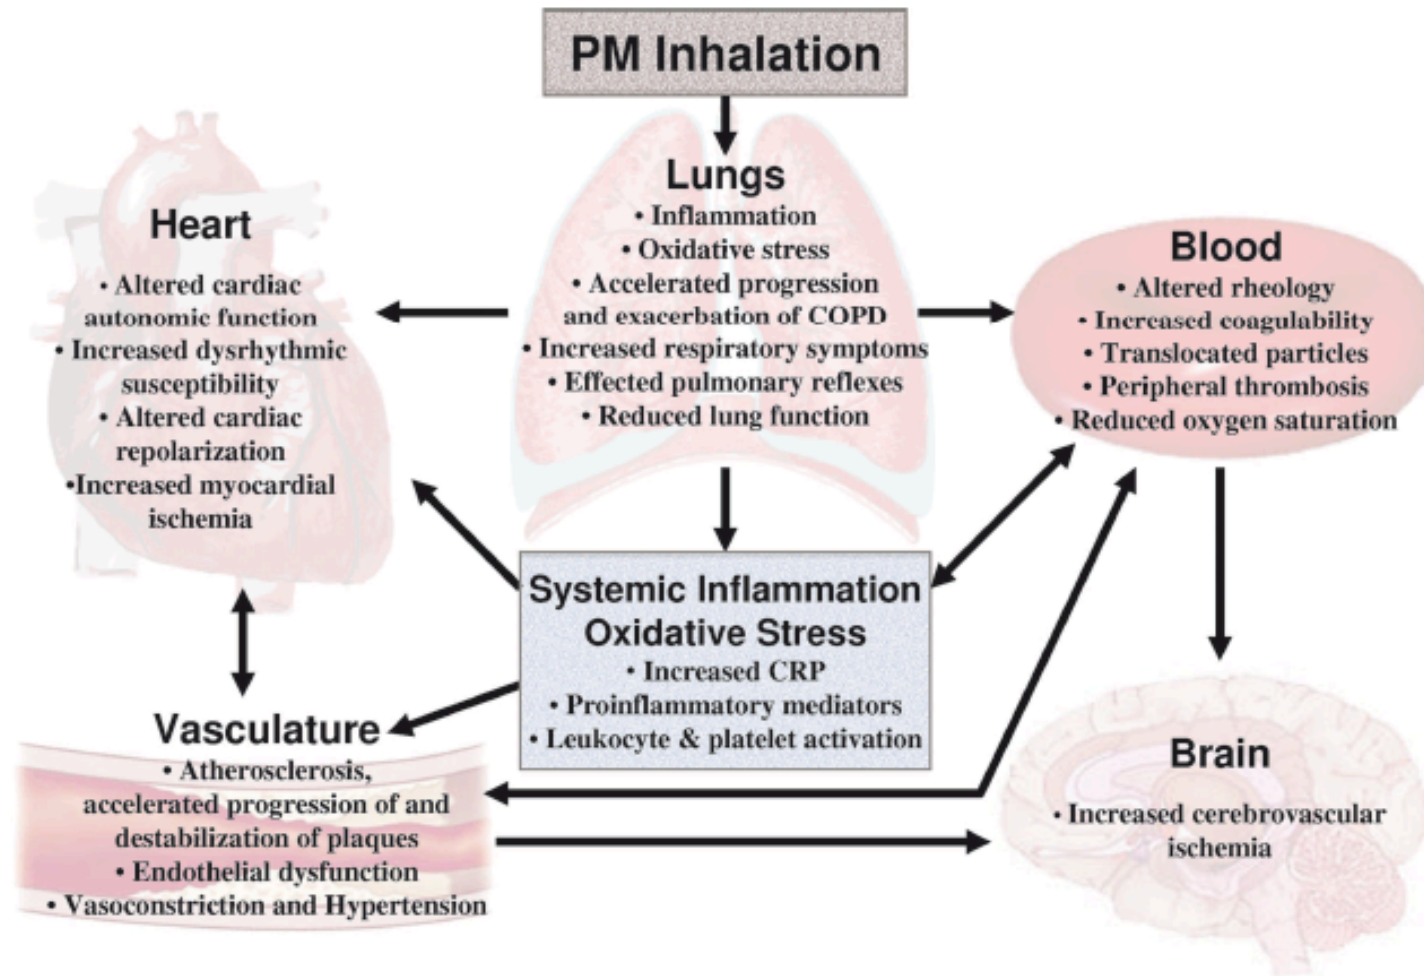 PM Inhalation
Lungs
• Inflammation
• Oxidative stress
• Accelerated progression
and exacerbation of COPD
• Increased respiratory symptoms
• Effected pulmonary reflexes
• Reduced lung function
Heart
• Altered cardiac
autonomic function
• Increased dysrhythmic
susceptibility
• Altered cardiac
repolarization
•Increased myocardial
ischemia
Blood
• Altered rheology
• Increased coagulability
• Translocated particles
• Peripheral thrombosis
• Reduced oxygen saturation
Systemic Inflammation
Oxidative Stress
• Increased CRP
• Proinflammatory mediators
• Leukocyte & platelet activation
Vasculature
• Atherosclerosis,
accelerated progression of and
destabilization of plaques
• Endothelial dysfunction
• Vasoconstriction and Hypertension
Brain
• Increased cerebrovascular
ischemia